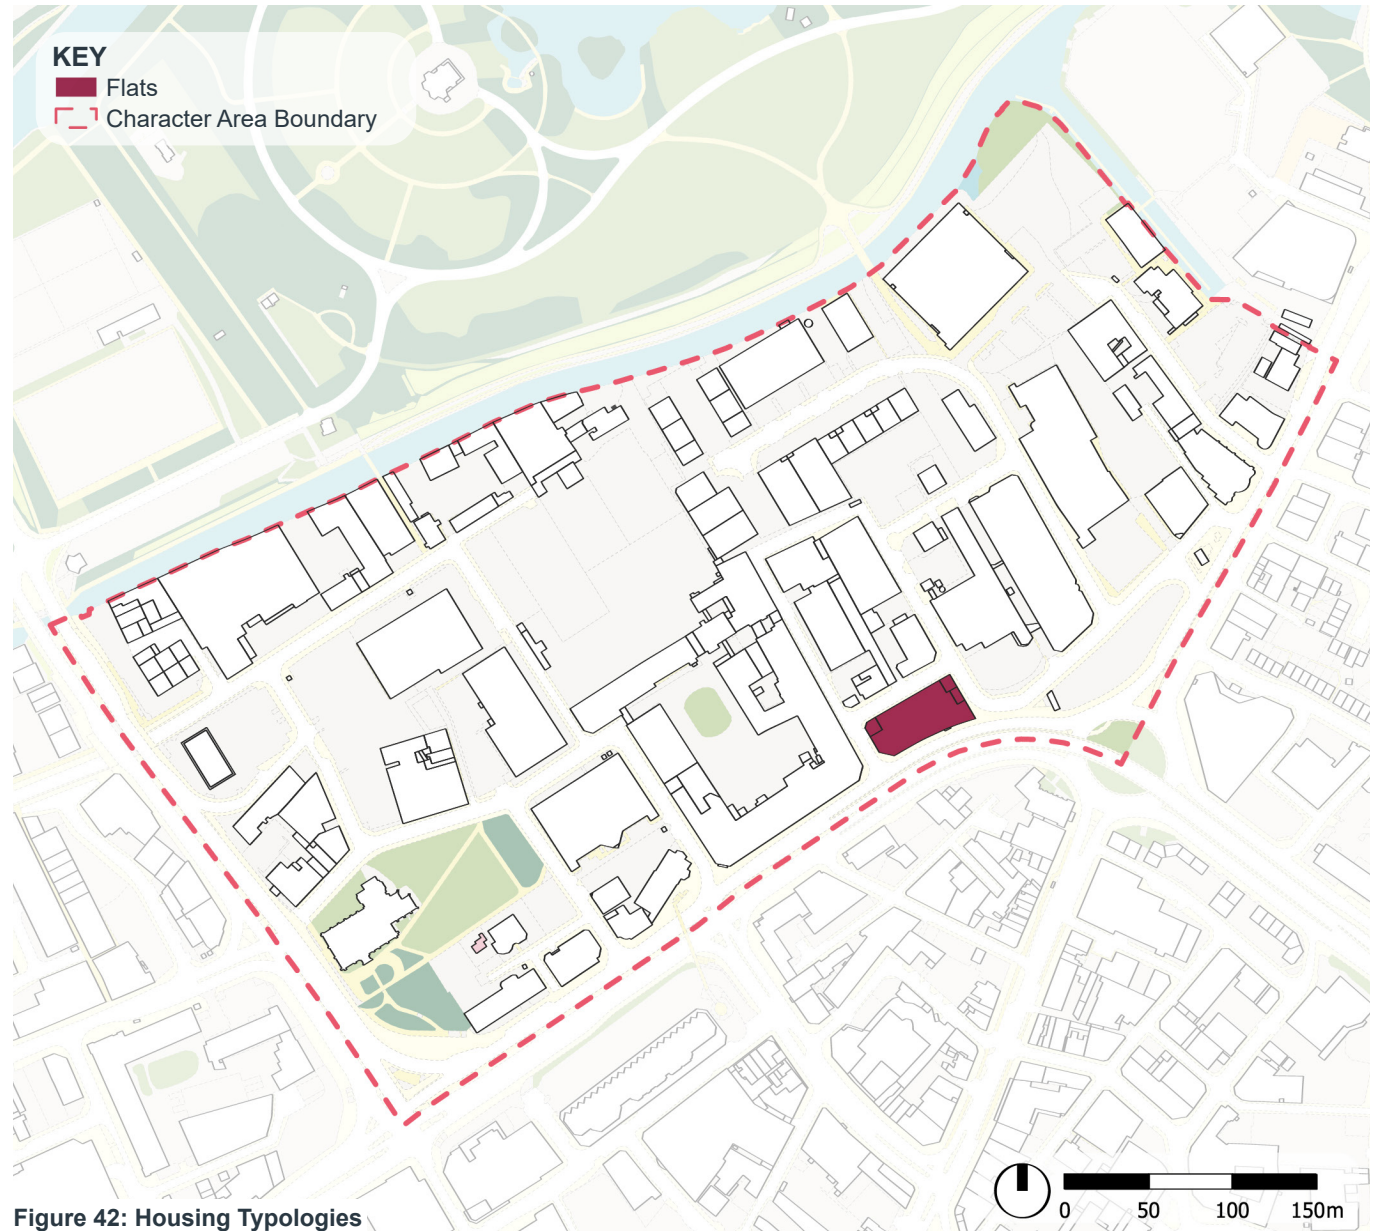 KEY
Flats
Character Area Boundary
0 50 100 150m
Figure 42: Housing Typologies